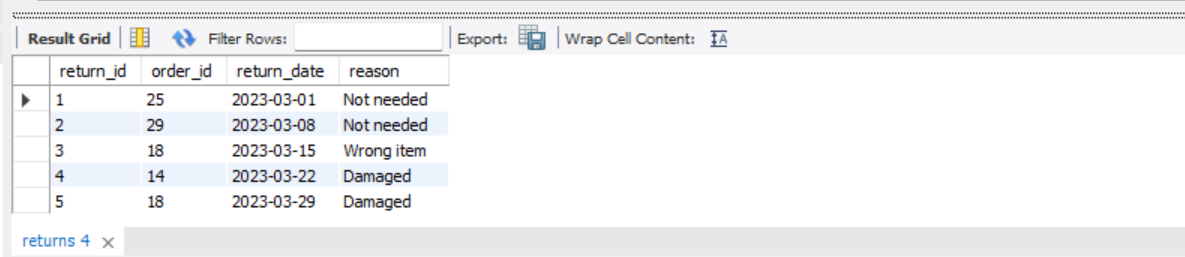 Result Grid Filter Rows: Export: Wrap Cell Content: IA
return_id order_id return_date reason
1 25 2023-03-01 Not needed
2 29 2023-03-08 Not needed
3 18 2023-03-15 Wrong item
4 14 2023-03-22 Damaged
5 18 2023-03-29 Damaged
returns 4 ×